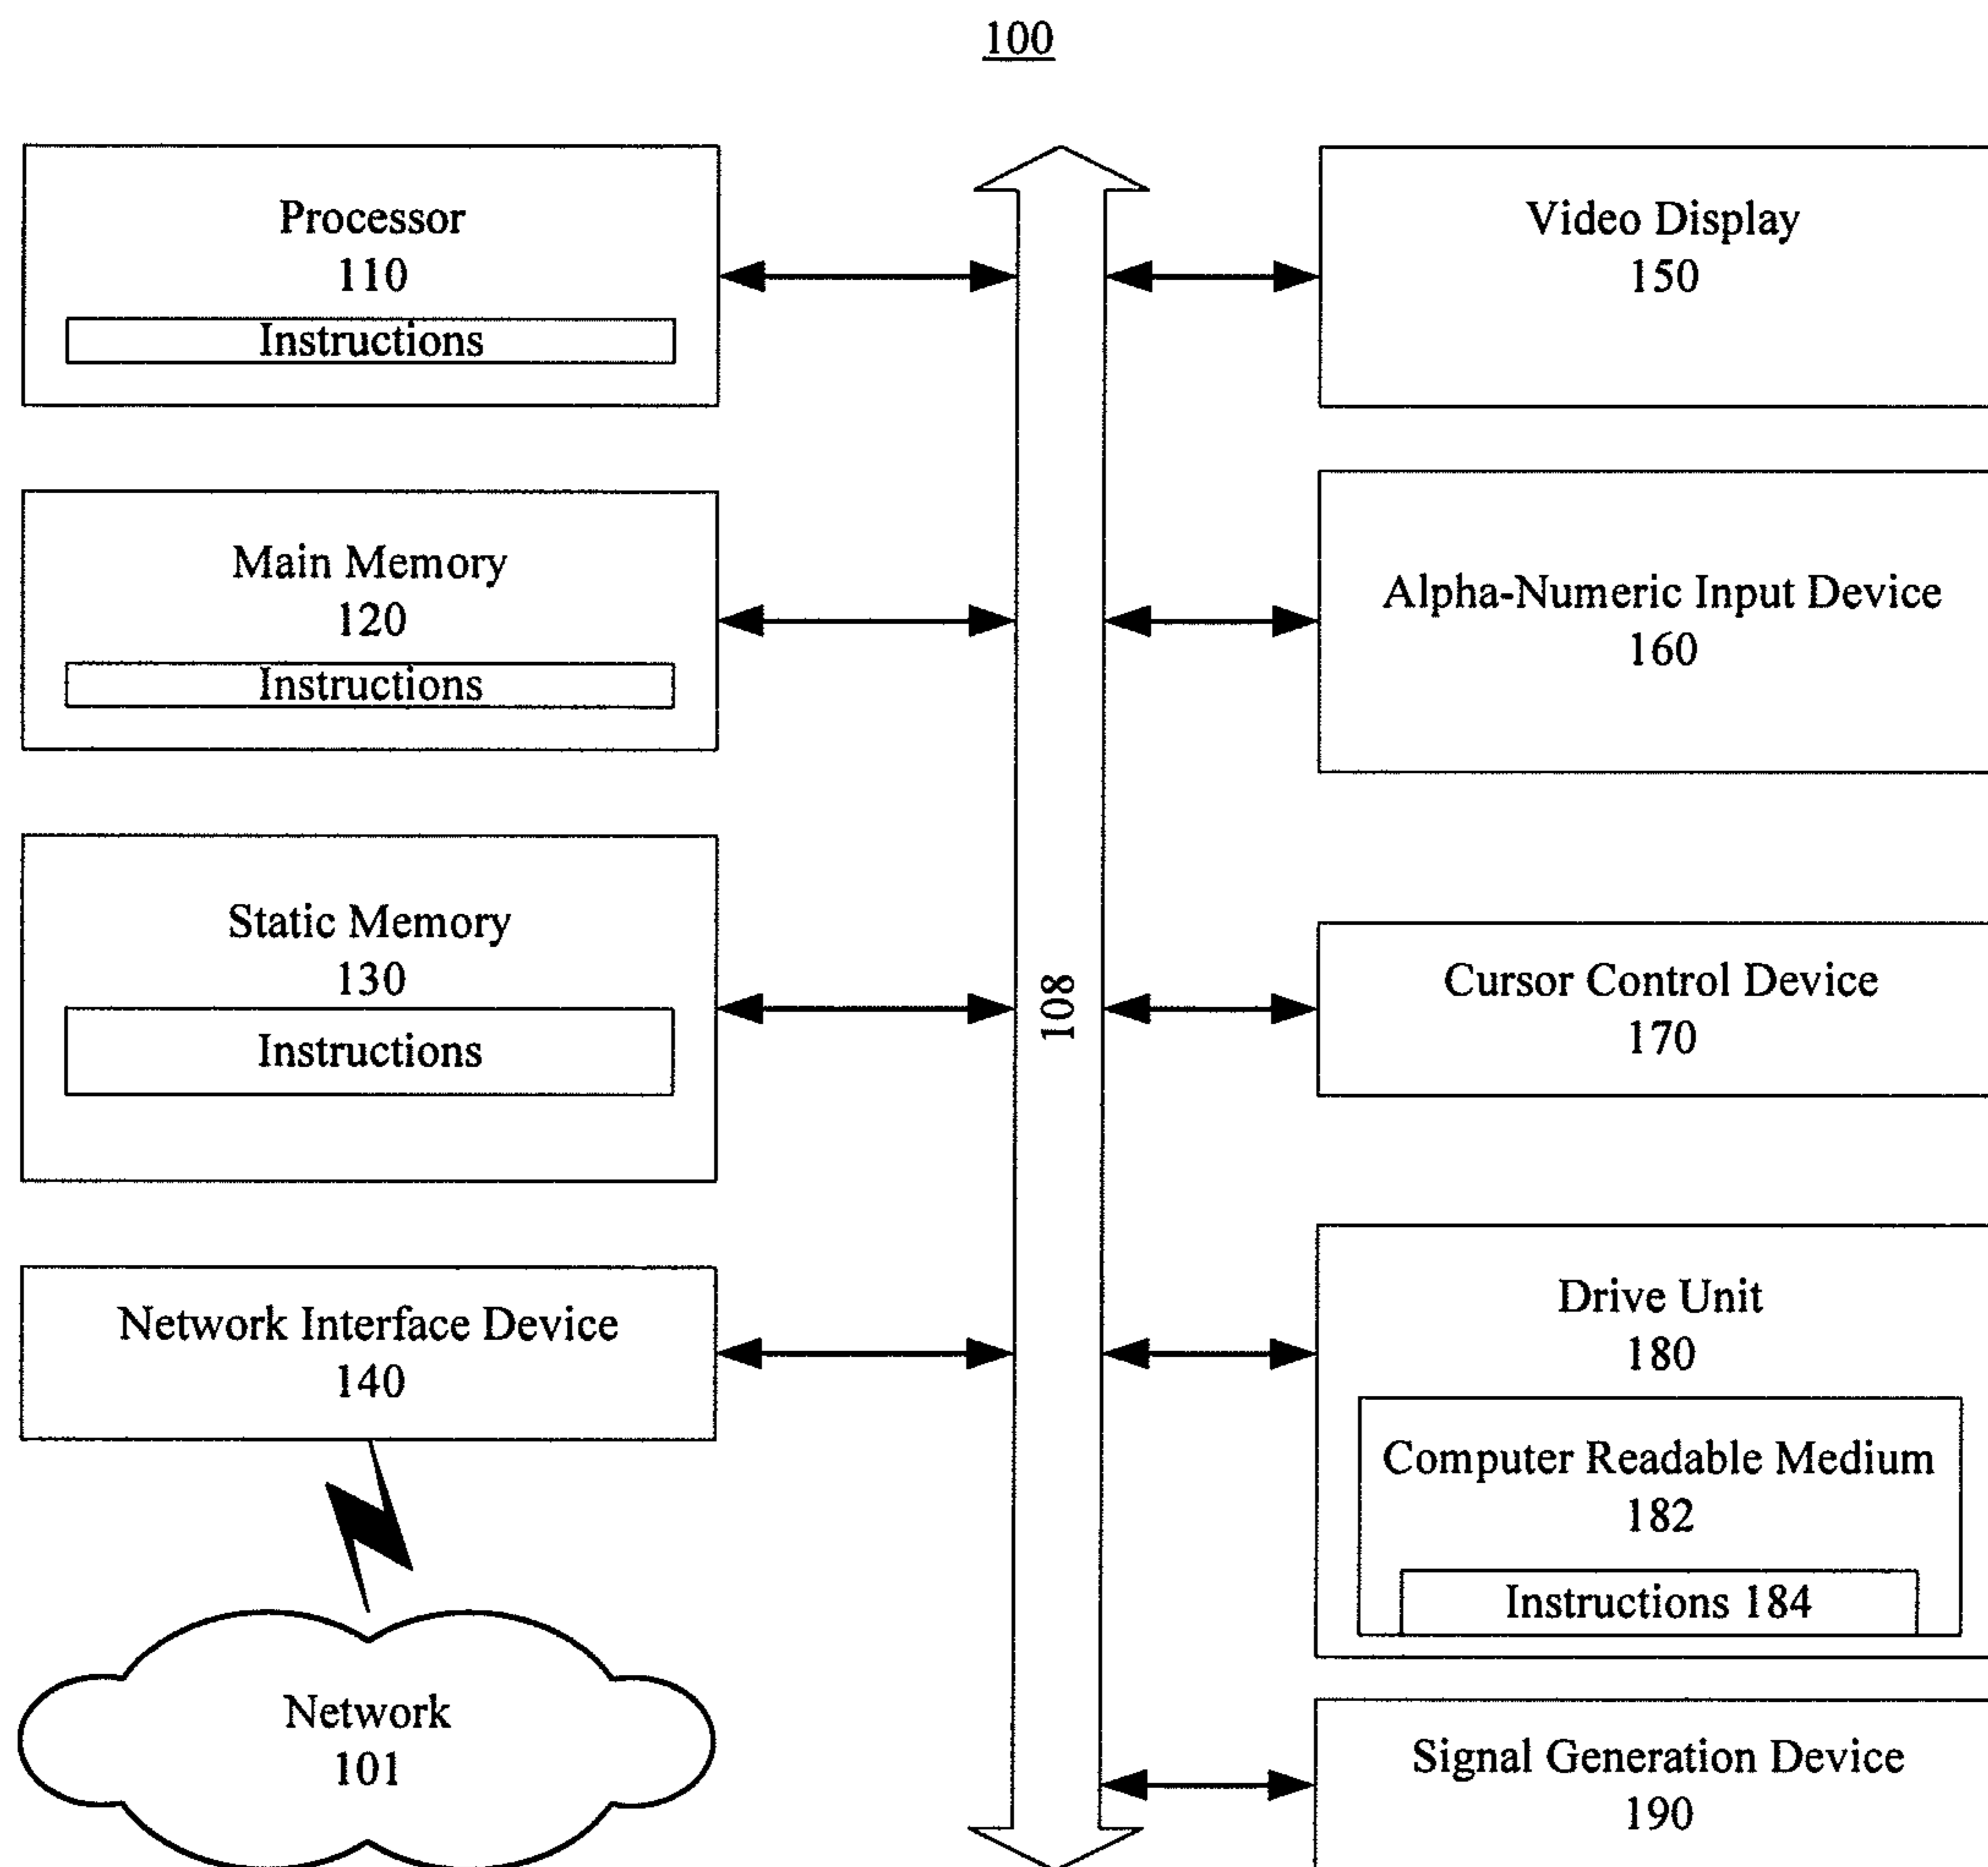 100
Processor
110
Instructions
Main Memory
120
Instructions
Static Memory
130
Instructions
Network Interface Device
140
Network
101
108
Video Display
150
Alpha-Numeric Input Device
160
Cursor Control Device
170
Drive Unit
180
Computer Readable Medium
182
Instructions 184
Signal Generation Device
190